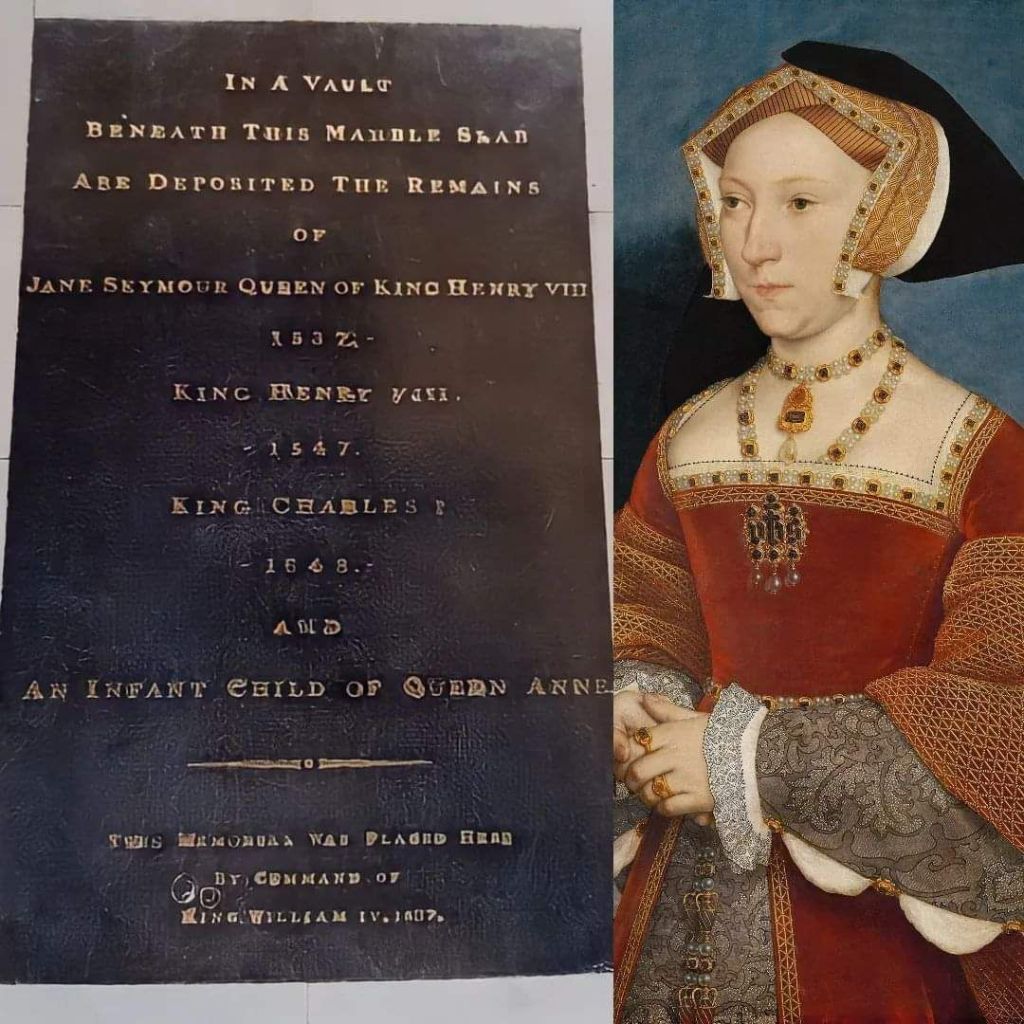 IN A VAULT
BENEATH THIS MARBLE SLAB
ARE DEPOSITED THE REMAINS
OF
JANE SEYMOUR QUEEN OF KING HENRY VIII
1537.
KING HENRY VIII.
1547.
KING CHARLES I
1648.
AND
AN INFANT CHILD OF QUEEN ANNE
THIS MEMORIAL WAS PLACED HERE
BY COMMAND OF
KING WILLIAM IV.
ihs